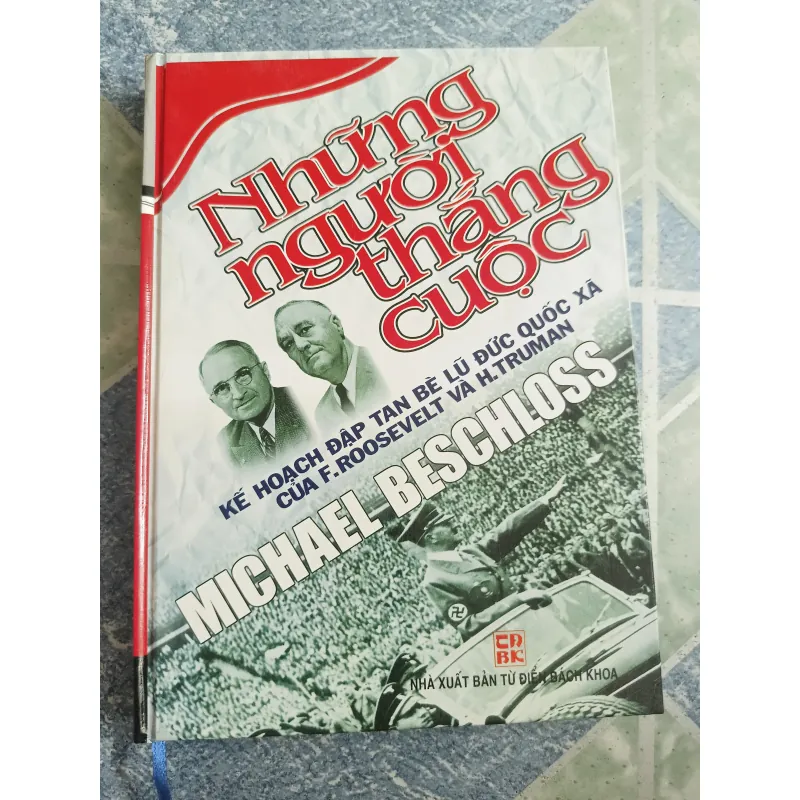 Những
người
thắng
cuộc
KẾ HOẠCH ĐẬP TAN BÈ LŨ ĐỨC QUỐC XÃ
CỦA F.ROOSEVELT VÀ H.TRUMAN
MICHAEL BESCHLOSS
TĐ
BK
NHÀ XUẤT BẢN TỪ ĐIỂN BÁCH KHOA